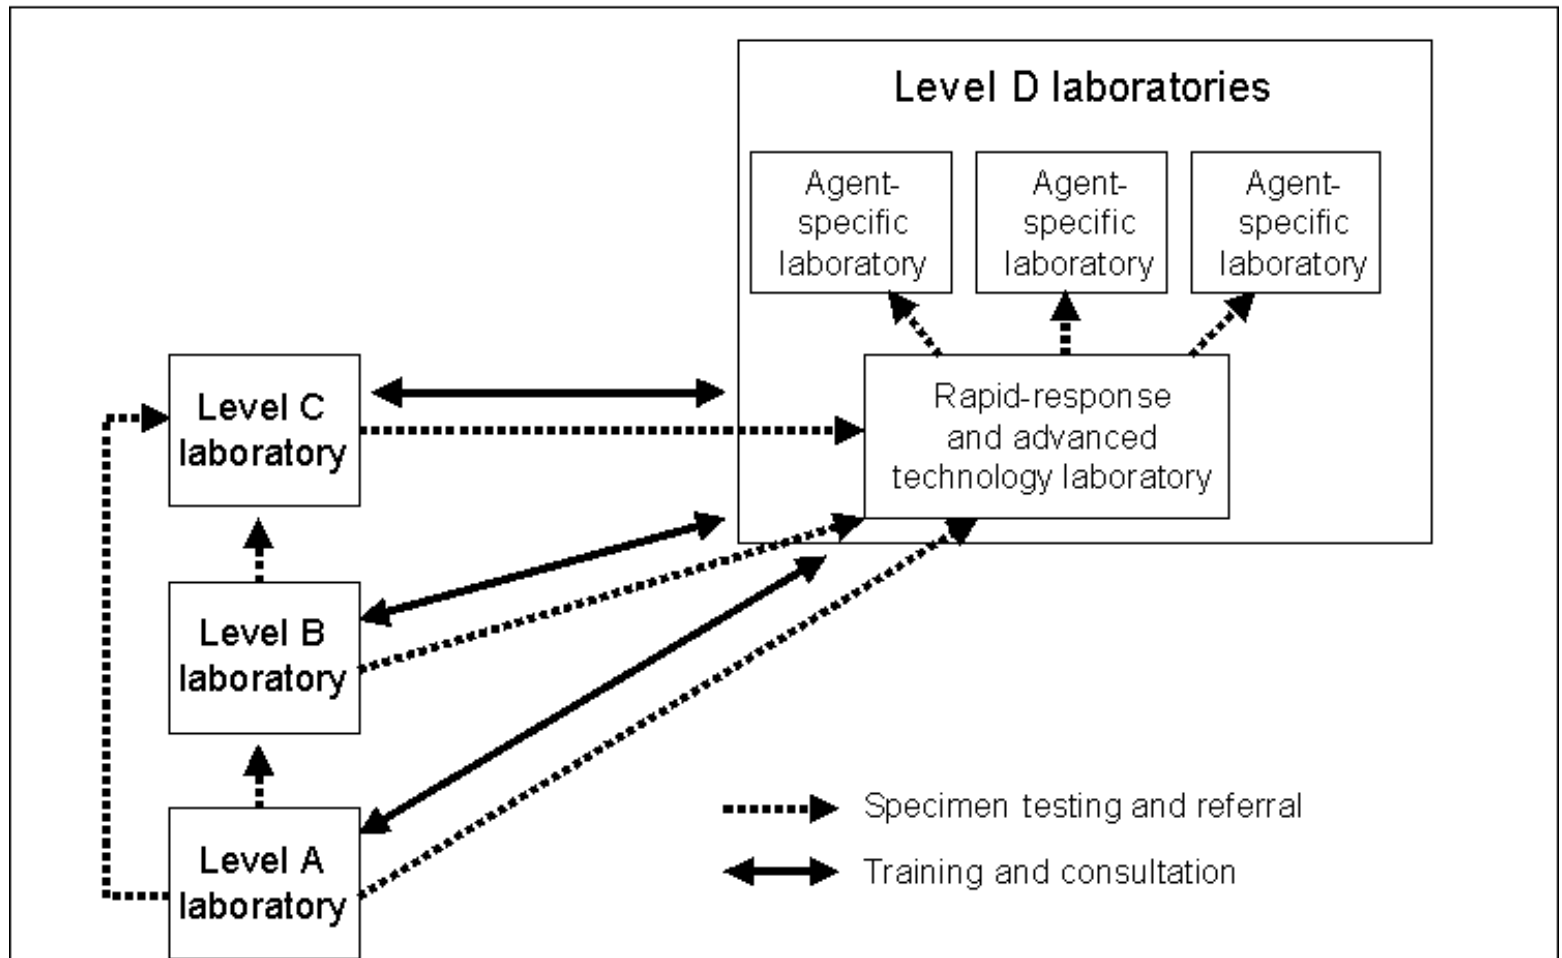 Level D laboratories
Agent-
specific
laboratory
Agent-
specific
laboratory
Agent-
specific
laboratory
Rapid-response
and advanced
technology laboratory
Level C
laboratory
Level B
laboratory
Level A
laboratory
Specimen testing and referral
Training and consultation